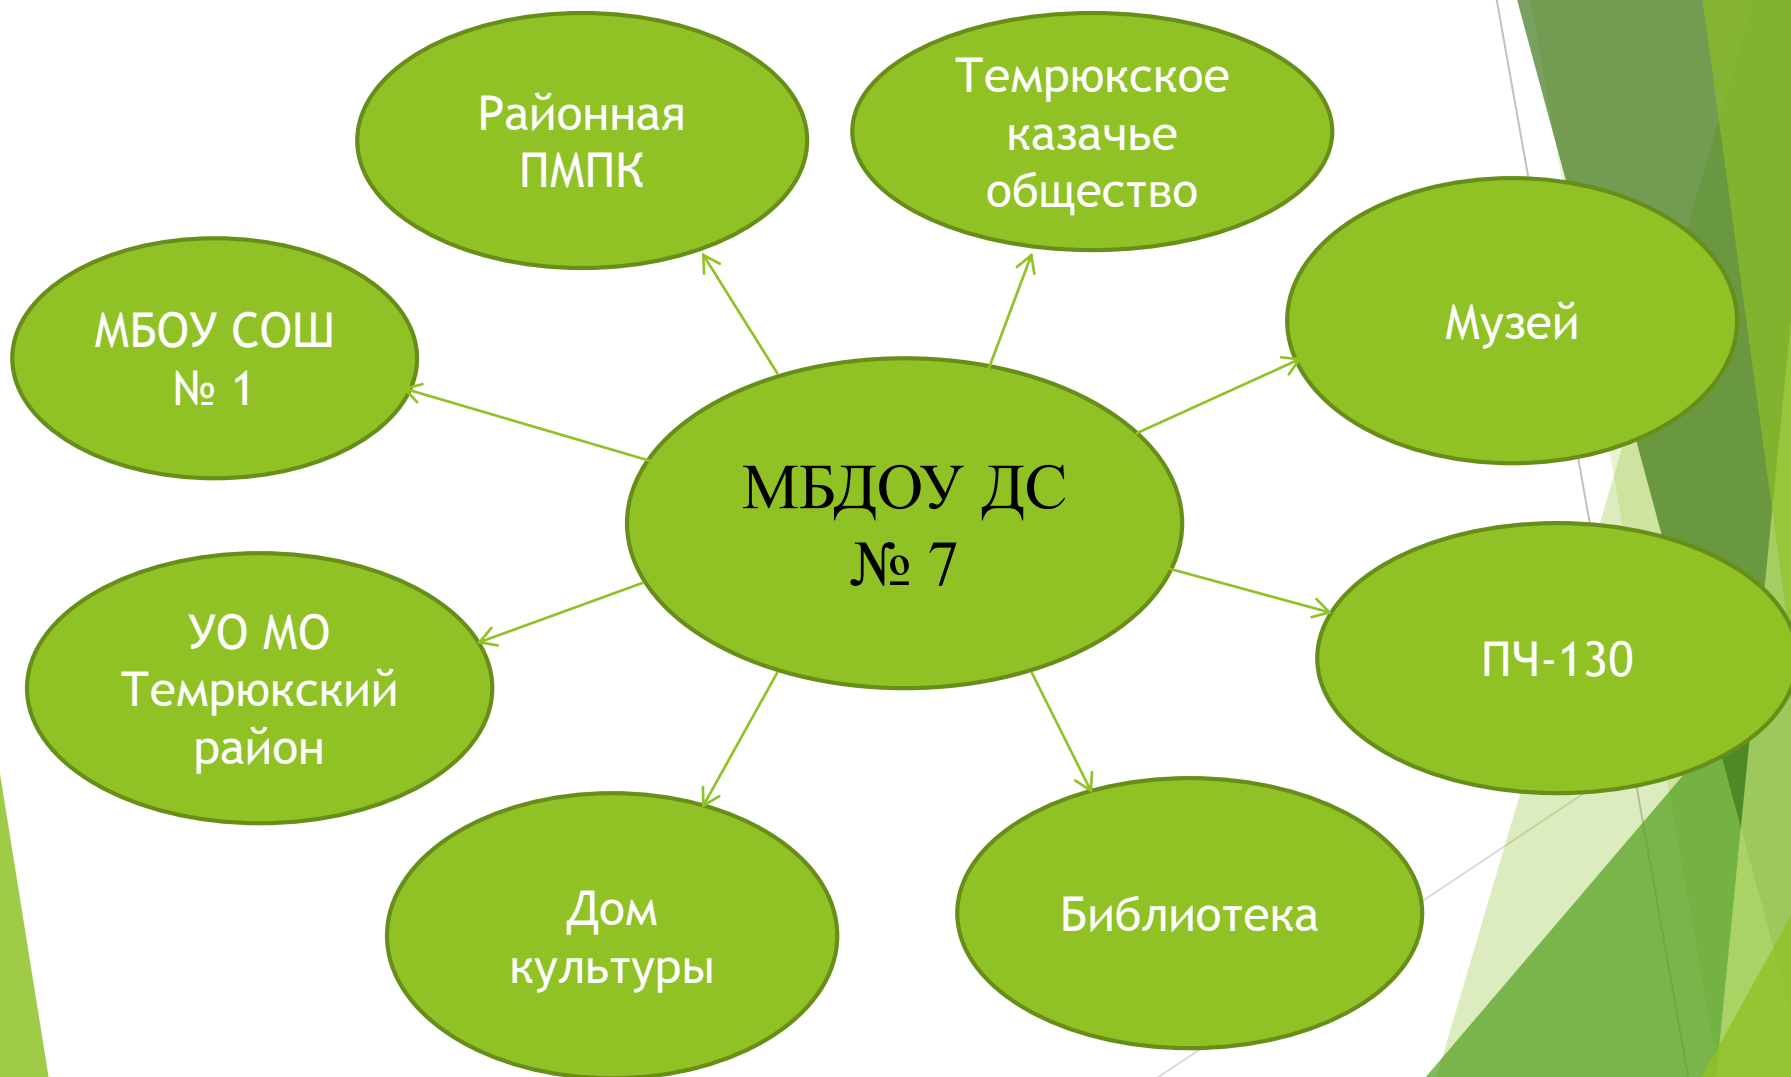 Районная
ПМПК
Темрюкское
казачье
общество
МБОУ СОШ
№ 1
Музей
МБДОУ ДС
№ 7
УО МО
Темрюкский
район
ПЧ-130
Дом
культуры
Библиотека